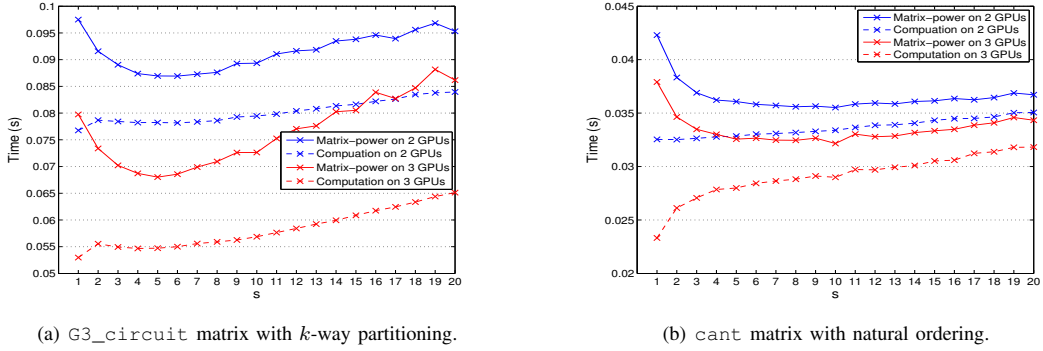 0.1
0.095
0.09
0.085
0.08
0.075
0.07
0.065
0.06
0.055
0.05
Time (s)
Matrix-power on 2 GPUs
Compuation on 2 GPUs
Matrix-power on 3 GPUs
Computation on 3 GPUs
1 2 3 4 5 6 7 8 9 10 11 12 13 14 15 16 17 18 19 20
s
(a) G3_circuit matrix with k-way partitioning.
0.045
0.04
0.035
0.03
0.025
0.02
Time (s)
Matrix-power on 2 GPUs
Compuation on 2 GPUs
Matrix-power on 3 GPUs
Computation on 3 GPUs
1 2 3 4 5 6 7 8 9 10 11 12 13 14 15 16 17 18 19 20
s
(b) cant matrix with natural ordering.